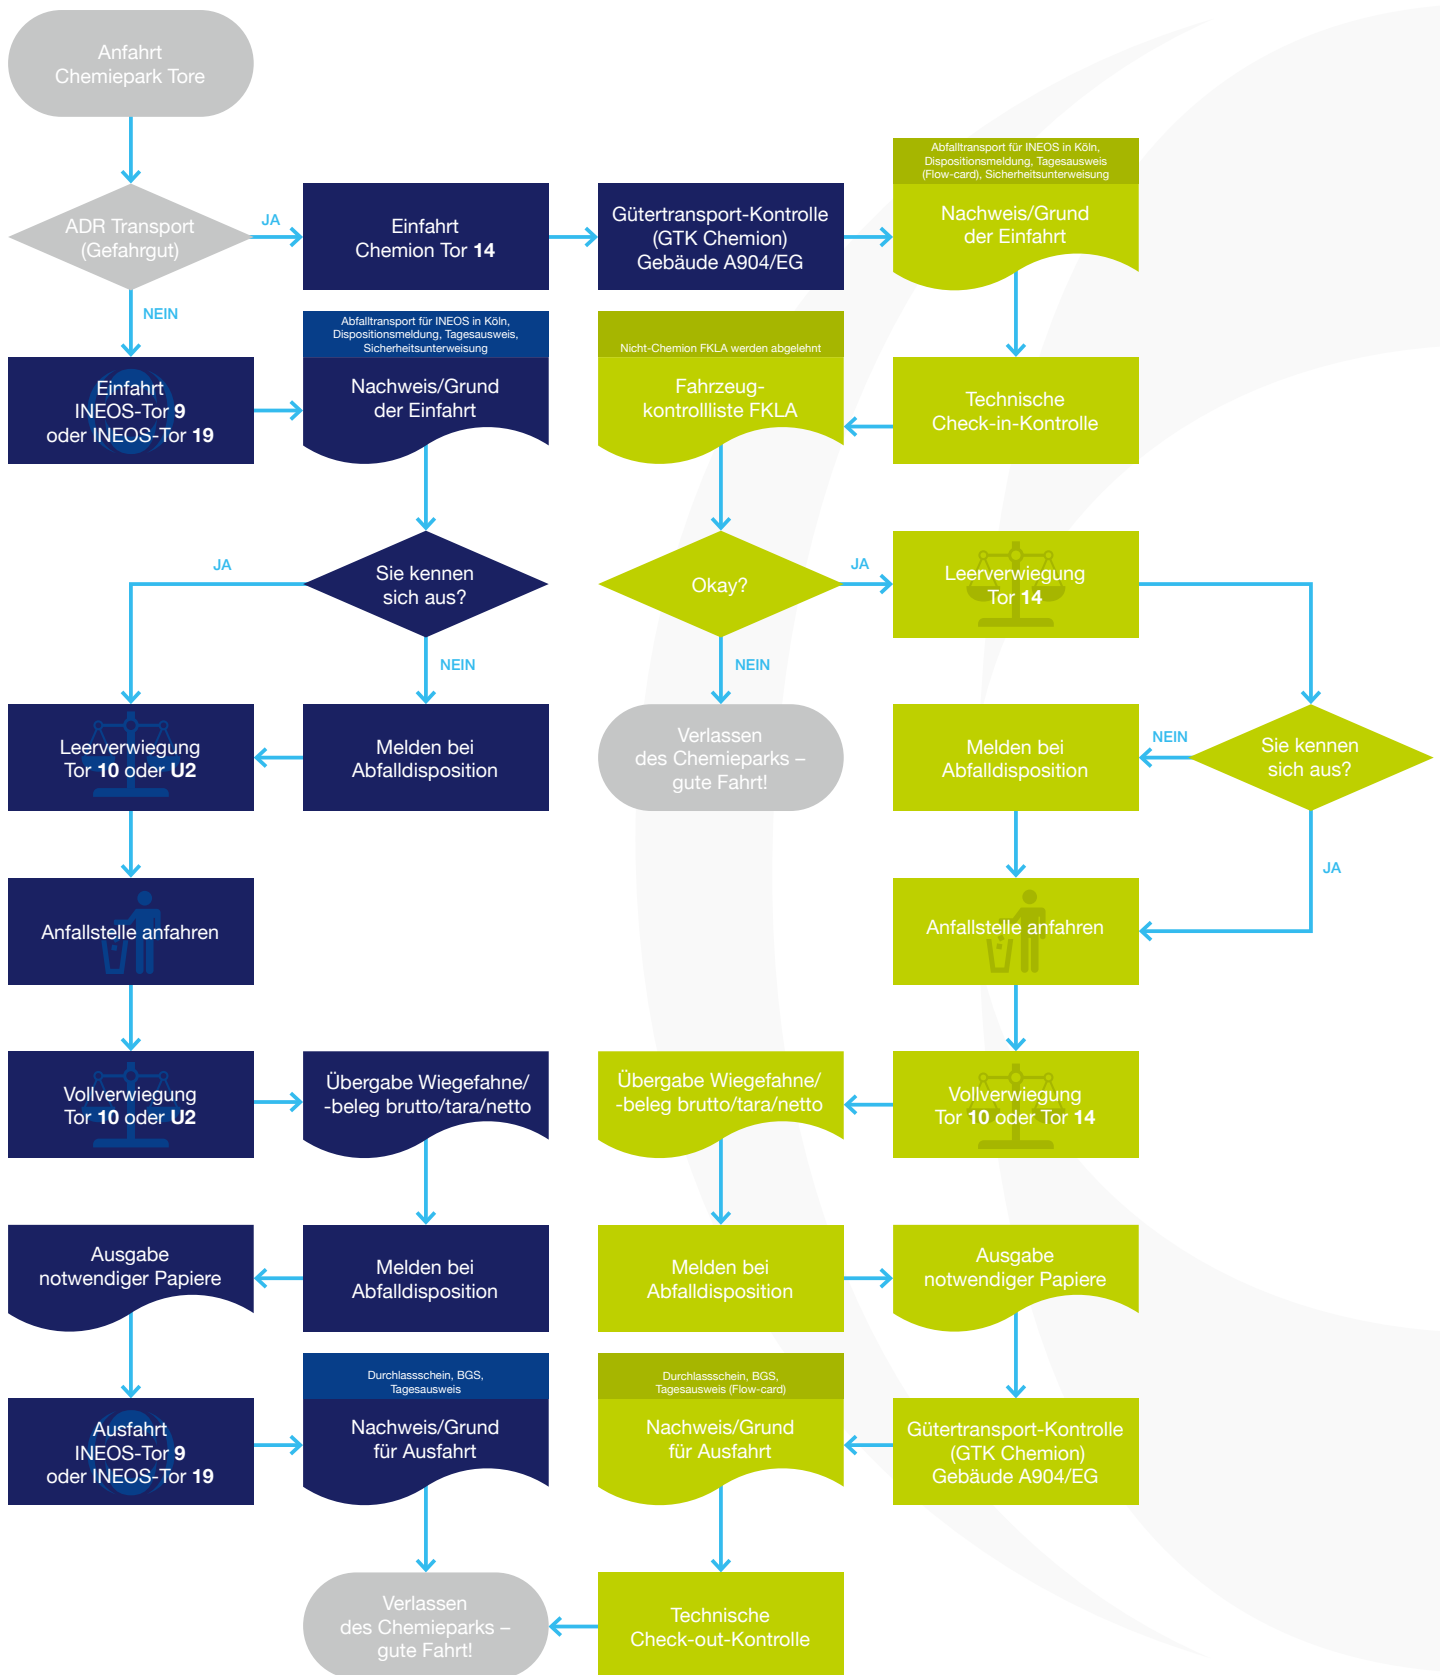 Anfahrt
Chemiepark Tore
ADR Transport
(Gefahrgut)
JA
Einfahrt
Chemion Tor 14
Gütertransport-Kontrolle
(GTK Chemion)
Gebäude A904/EG
Abfalltransport für INEOS in Köln,
Dispositionsmeldung, Tagesausweis
(Flow-card), Sicherheitsunterweisung
Nachweis/Grund
der Einfahrt
NEIN
Einfahrt
INEOS-Tor 9
oder INEOS-Tor 19
Abfalltransport für INEOS in Köln,
Dispositionsmeldung, Tagesausweis,
Sicherheitsunterweisung
Nachweis/Grund
der Einfahrt
Nicht-Chemion FKLA werden abgelehnt
Fahrzeug-
kontrollliste FKLA
Technische
Check-in-Kontrolle
JA
Sie kennen
sich aus?
NEIN
Okay?
JA
NEIN
Leerverwiegung
Tor 14
Leerverwiegung
Tor 10 oder U2
Melden bei
Abfalldisposition
Verlassen
des Chemieparks –
gute Fahrt!
Melden bei
Abfalldisposition
NEIN
Sie kennen
sich aus?
JA
Anfallstelle anfahren
Anfallstelle anfahren
Vollverwiegung
Tor 10 oder U2
Übergabe Wiegefahne/
-beleg brutto/tara/netto
Übergabe Wiegefahne/
-beleg brutto/tara/netto
Vollverwiegung
Tor 10 oder Tor 14
Ausgabe
notwendiger Papiere
Melden bei
Abfalldisposition
Melden bei
Abfalldisposition
Ausgabe
notwendiger Papiere
Ausfahrt
INEOS-Tor 9
oder INEOS-Tor 19
Durchlassschein, BGS,
Tagesausweis
Nachweis/Grund
für Ausfahrt
Durchlassschein, BGS,
Tagesausweis (Flow-card)
Nachweis/Grund
für Ausfahrt
Gütertransport-Kontrolle
(GTK Chemion)
Gebäude A904/EG
Verlassen
des Chemieparks –
gute Fahrt!
Technische
Check-out-Kontrolle